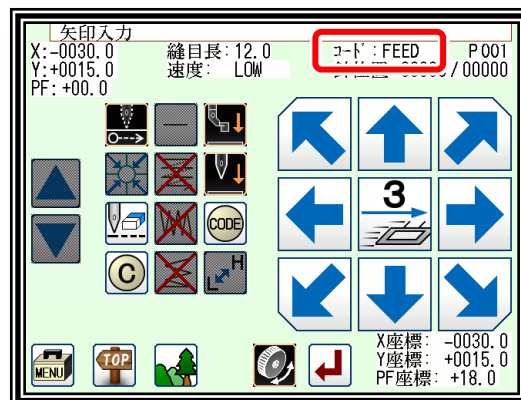 矢印入力
X:-0030.0 縫目長:12.0 ｺｰﾄﾞ:FEED P001
Y:+0015.0 速度: LOW / 00000
PF:+00.0
3
CODE
C
H
L
X座標: -0030.0
Y座標: +0015.0
PF座標: +18.0
MENU
TOP